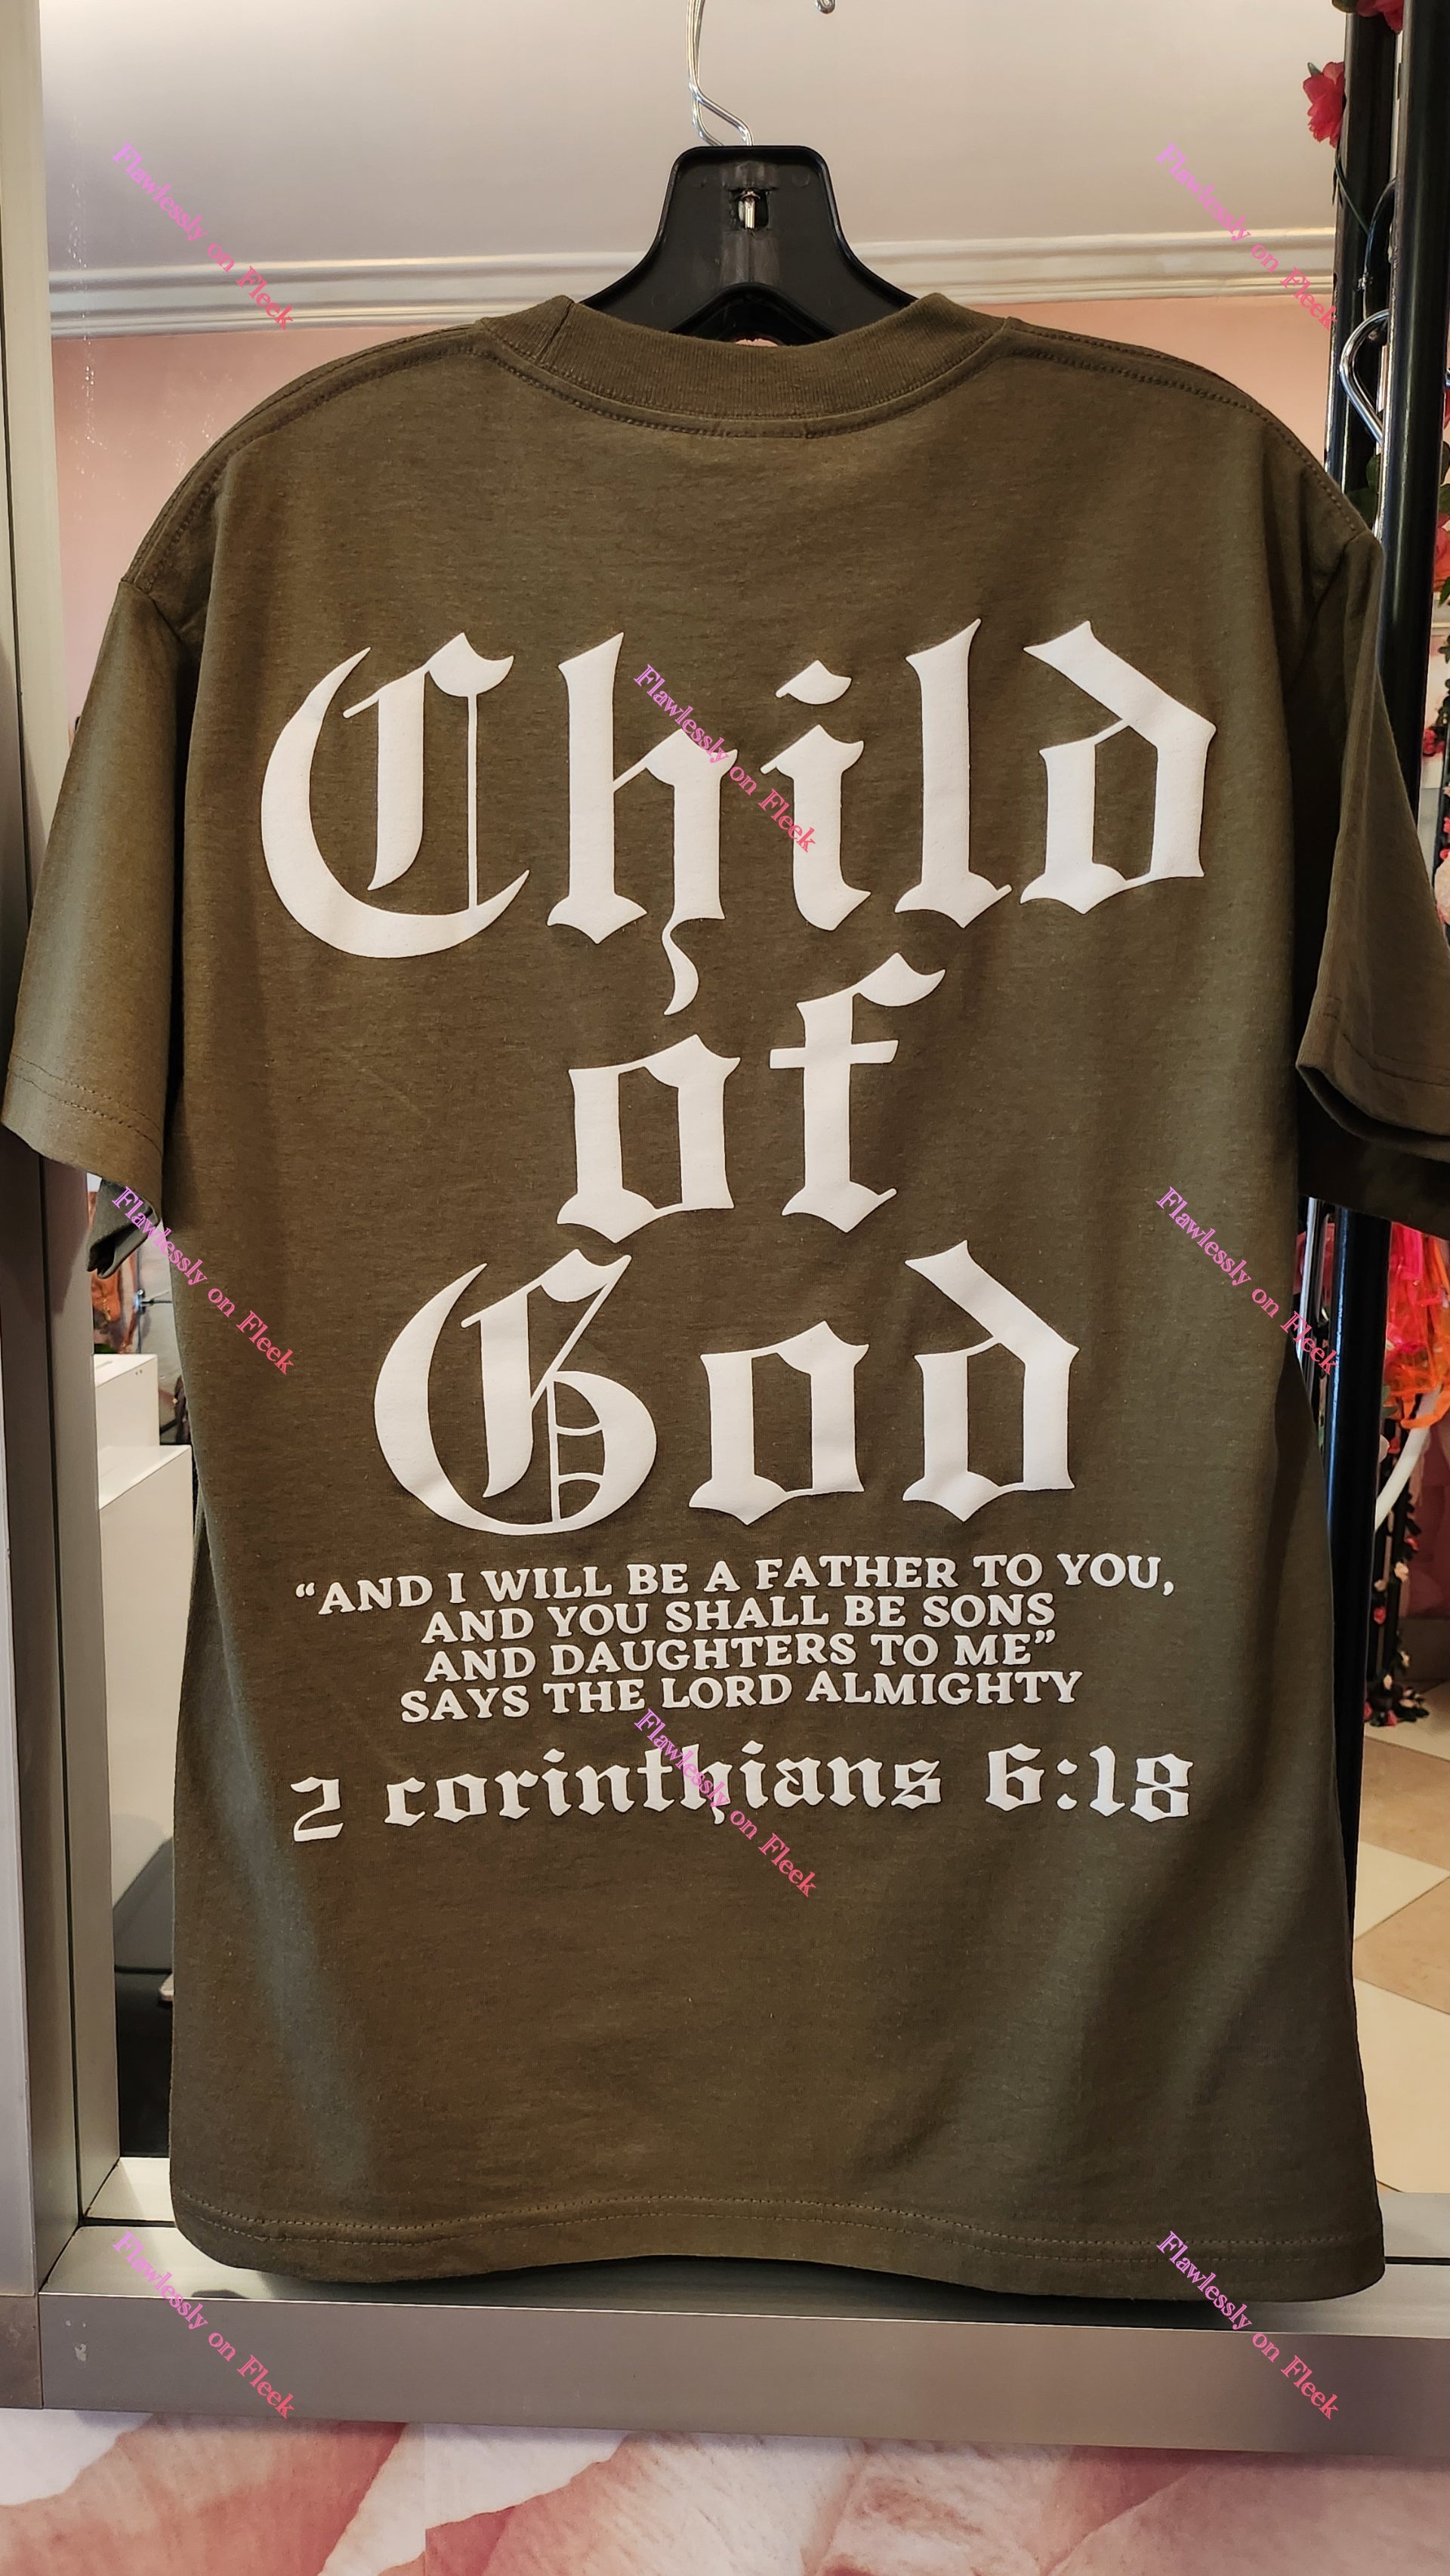 Flawlessly on Fleek
Flawlessly on Fleek
Child
Flawlessly on Fleek
of
God
Flawlessly on Fleek
Flawlessly on Fleek
“AND I WILL BE A FATHER TO YOU,
AND YOU SHALL BE SONS
AND DAUGHTERS TO ME”
SAYS THE LORD ALMIGHTY
2 corinthians 6:18
Flawlessly on Fleek
Flawlessly on Fleek
Flawlessly on Fleek